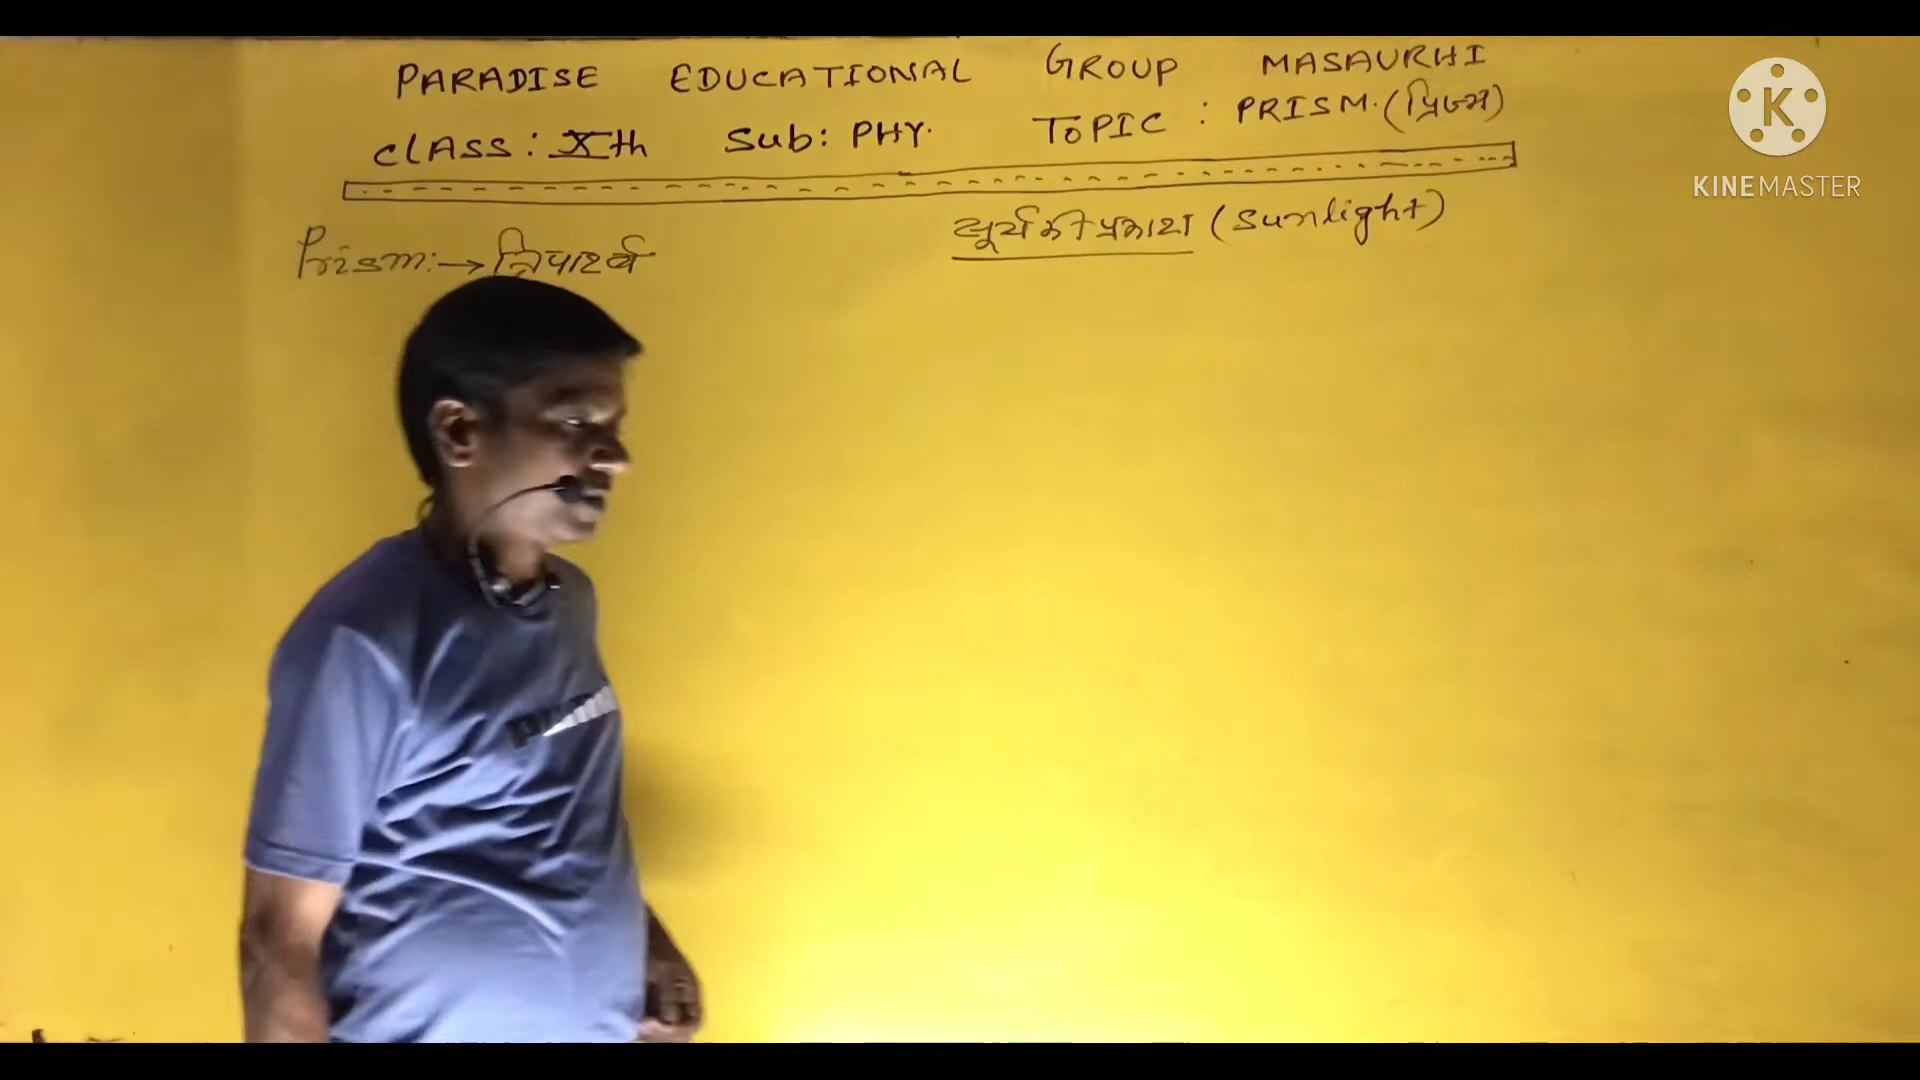 PARADISE EDUCATIONAL GROUP MASAURHI
CLASS: Xth Sub: PHY. TOPIC: PRISM. (प्रिज्म)
Prism:→ त्रिपार्श्व
सूर्य की प्रकाश (Sunlight)
K
KINEMASTER